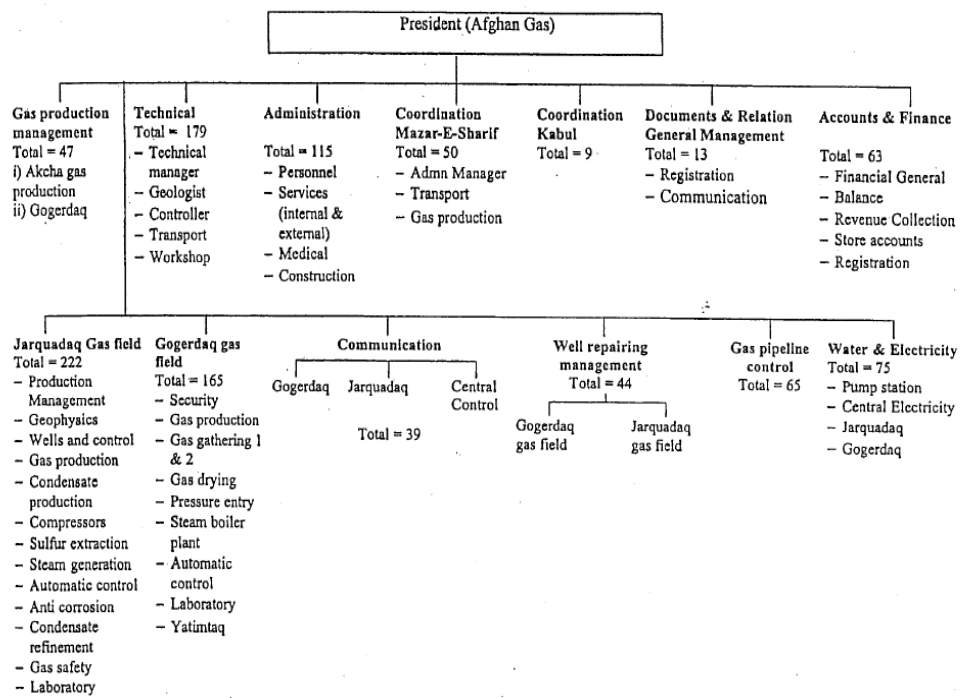 President (Afghan Gas)
Gas production
management
Total = 47
i) Akcha gas
production
ii) Gogerdaq
Technical
Total = 179
– Technical
manager
– Geologist
– Controller
– Transport
– Workshop
Administration
Total = 115
– Personnel
– Services
(internal &
external)
– Medical
– Construction
Coordination
Mazar-E-Sharif
Total = 50
– Admn Manager
– Transport
– Gas production
Coordination
Kabul
Total = 9
Documents & Relation
General Management
Total = 13
– Registration
– Communication
Accounts & Finance
Total = 63
– Financial General
– Balance
– Revenue Collection
– Store accounts
– Registration
Jarquadaq Gas field
Total = 222
– Production
Management
– Geophysics
– Wells and control
– Gas production
– Condensate
production
– Compressors
– Sulfur extraction
– Steam generation
– Automatic control
– Anti corrosion
– Condensate
refinement
– Gas safety
– Laboratory
Gogerdaq gas
field
Total = 165
– Security
– Gas production
– Gas gathering 1
& 2
– Gas drying
– Pressure entry
– Steam boiler
plant
– Automatic
control
– Laboratory
– Yatimtaq
Communication
Gogerdaq
Jarquadaq
Central
Control
Total = 39
Well repairing
management
Total = 44
Gogerdaq
gas field
Jarquadaq
gas field
Gas pipeline
control
Total = 65
Water & Electricity
Total = 75
– Pump station
– Central Electricity
– Jarquadaq
– Gogerdaq